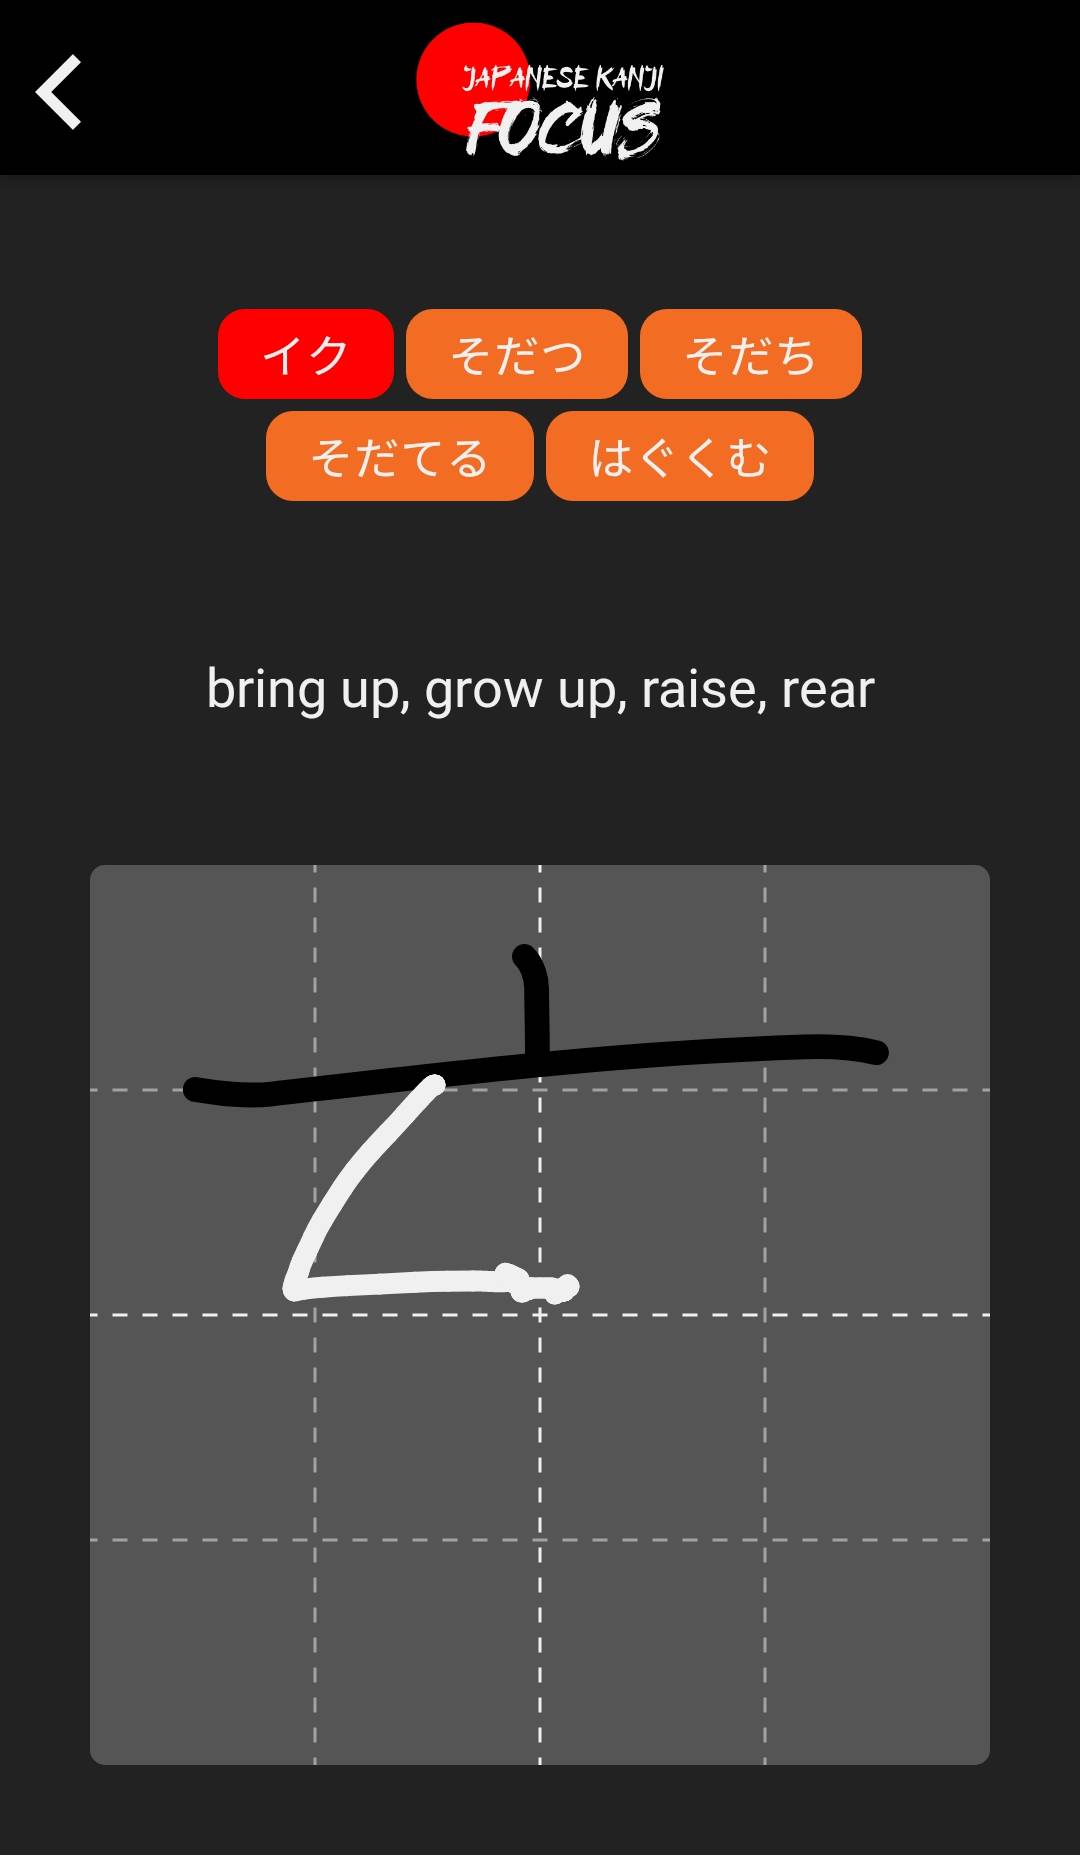 JAPANESE KANJI
FOCUS
イク そだつ そだち
そだてる はぐくむ
bring up, grow up, raise, rear